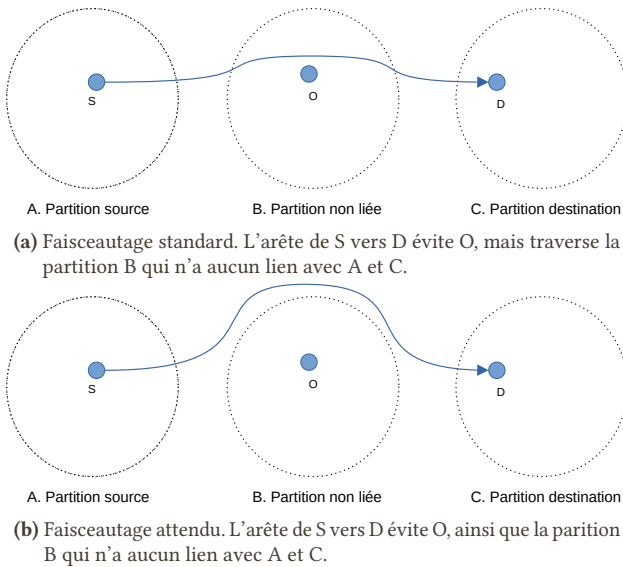 S
O
D
A. Partition source
B. Partition non liée
C. Partition destination
(a) Faisceautage standard. L'arête de S vers D évite O, mais traverse la
partition B qui n'a aucun lien avec A et C.
S
O
D
A. Partition source
B. Partition non liée
C. Partition destination
(b) Faisceautage attendu. L'arête de S vers D évite O, ainsi que la parition
B qui n'a aucun lien avec A et C.